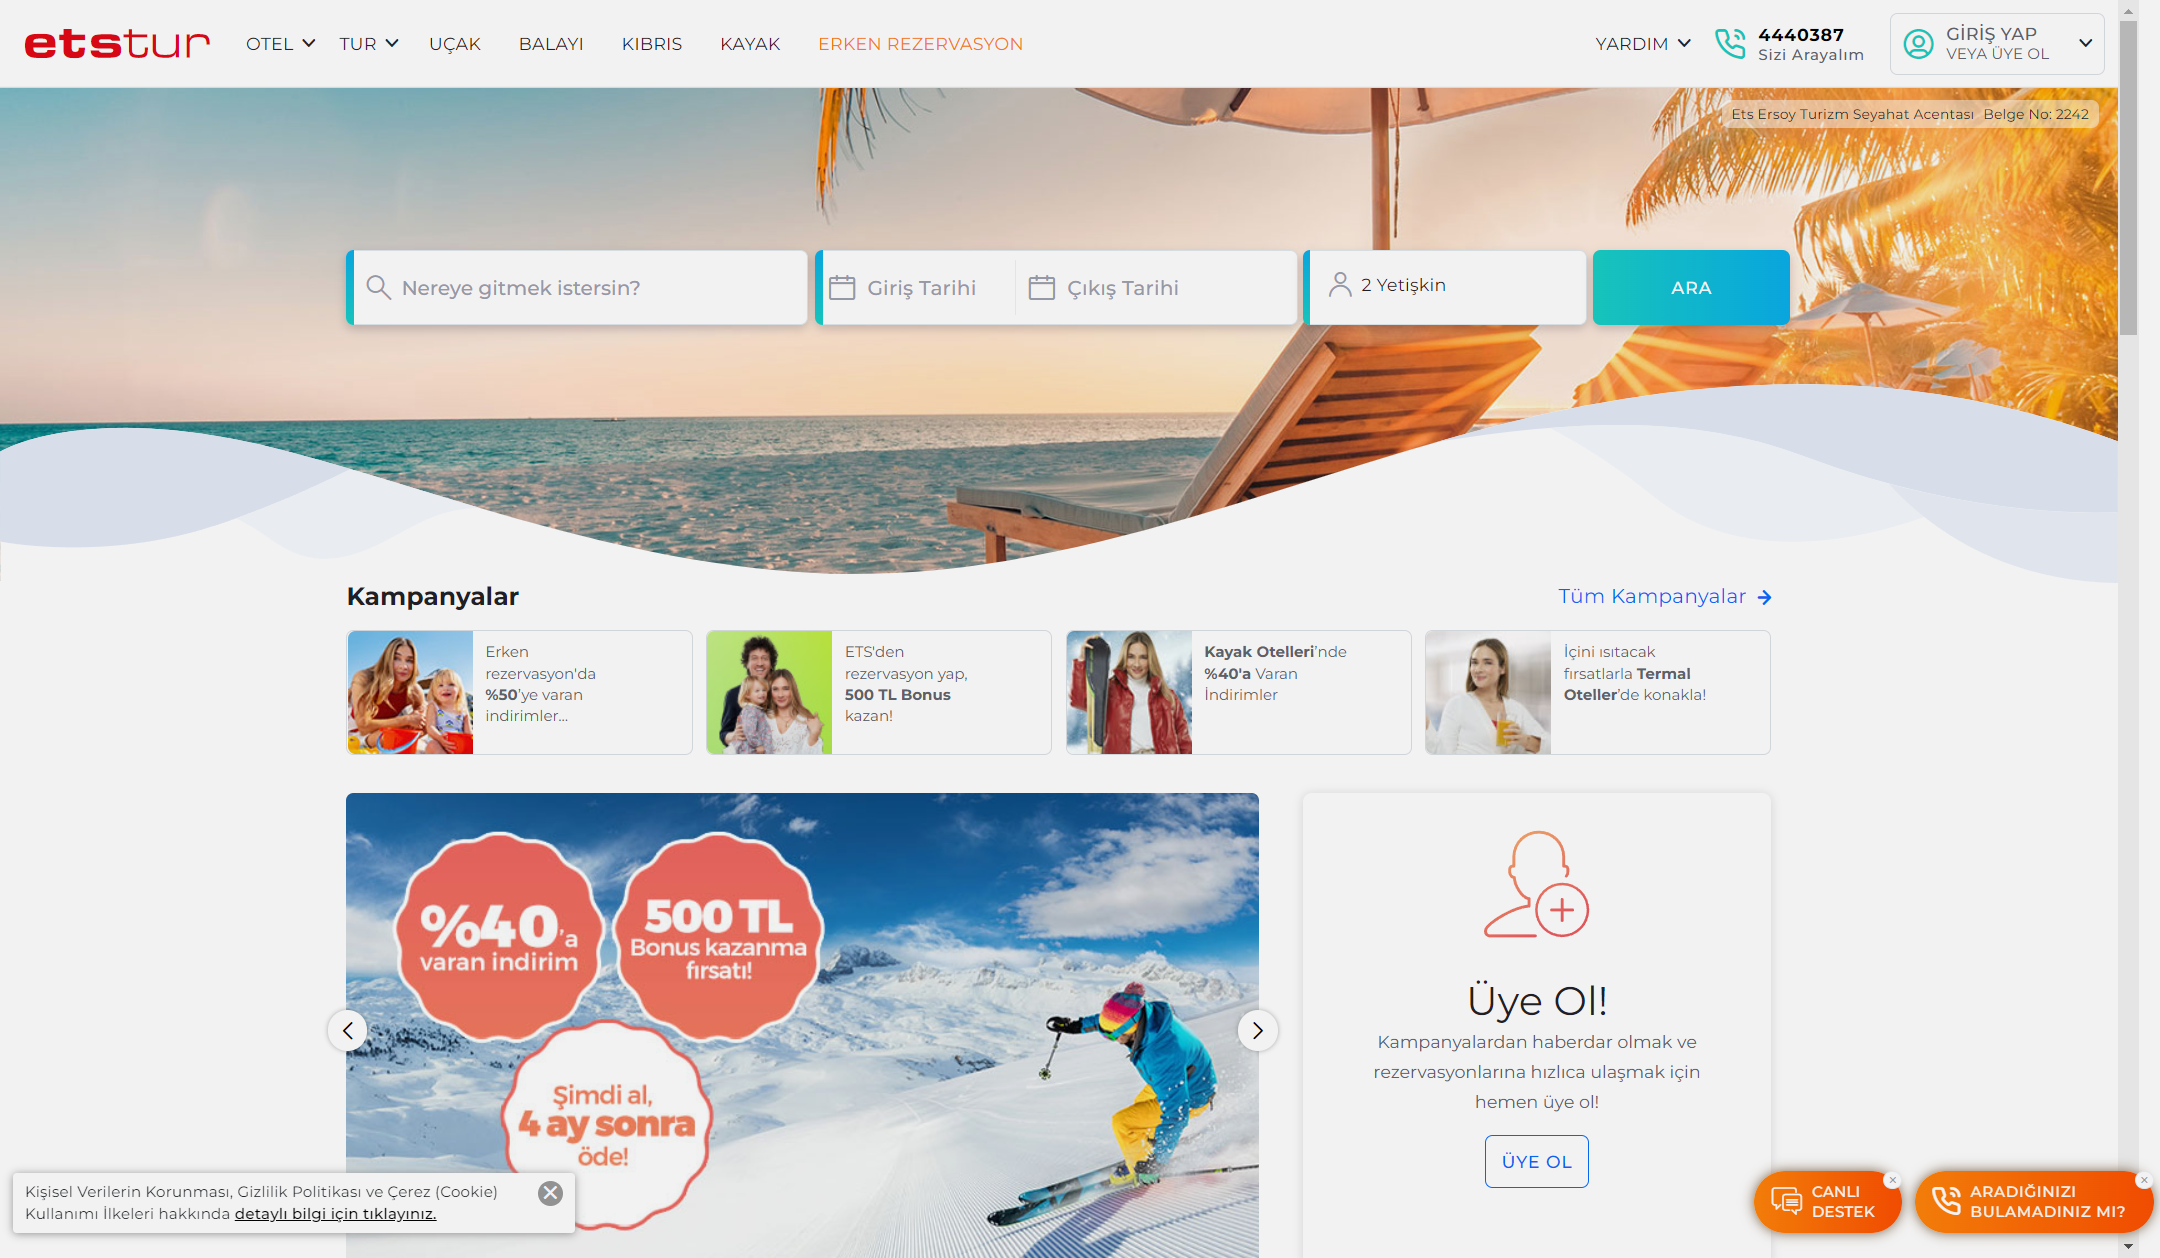 etstur
OTEL
TUR
UÇAK
BALAYI
KIBRIS
KAYAK
ERKEN REZERVASYON
YARDIM
4440387
Sizi Arayalım
GİRİŞ YAP
VEYA ÜYE OL
Ets Ersoy Turizm Seyahat Acentası Belge No: 2242
Nereye gitmek istersin?
Giriş Tarihi
Çıkış Tarihi
2 Yetişkin
ARA
Kampanyalar
Tüm Kampanyalar
Erken
rezervasyon'da
%50'ye varan
indirimler...
ETS'den
rezervasyon yap,
500 TL Bonus
kazan!
Kayak Otelleri'nde
%40'a Varan
İndirimler
İçini ısıtacak
fırsatlarla Termal
Oteller'de konakla!
%40'a
varan indirim
500 TL
Bonus kazanma
fırsatı!
Şimdi al,
4 ay sonra
öde!
Üye Ol!
Kampanyalardan haberdar olmak ve
rezervasyonlarına hızlıca ulaşmak için
hemen üye ol!
ÜYE OL
Kişisel Verilerin Korunması, Gizlilik Politikası ve Çerez (Cookie)
Kullanımı İlkeleri hakkında detaylı bilgi için tıklayınız.
CANLI
DESTEK
ARADIĞINIZI
BULAMADINIZ MI?